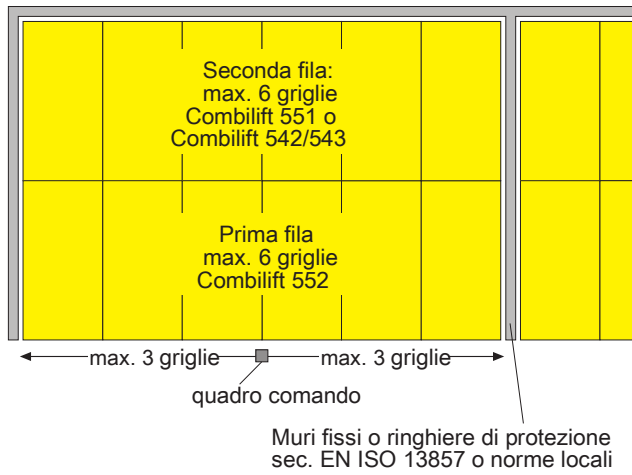 Seconda fila:
max. 6 griglie
Combilift 551 o
Combilift 542/543
Prima fila
max. 6 griglie
Combilift 552
max. 3 griglie
max. 3 griglie
quadro comando
Muri fissi o ringhiere di protezione
sec. EN ISO 13857 o norme locali